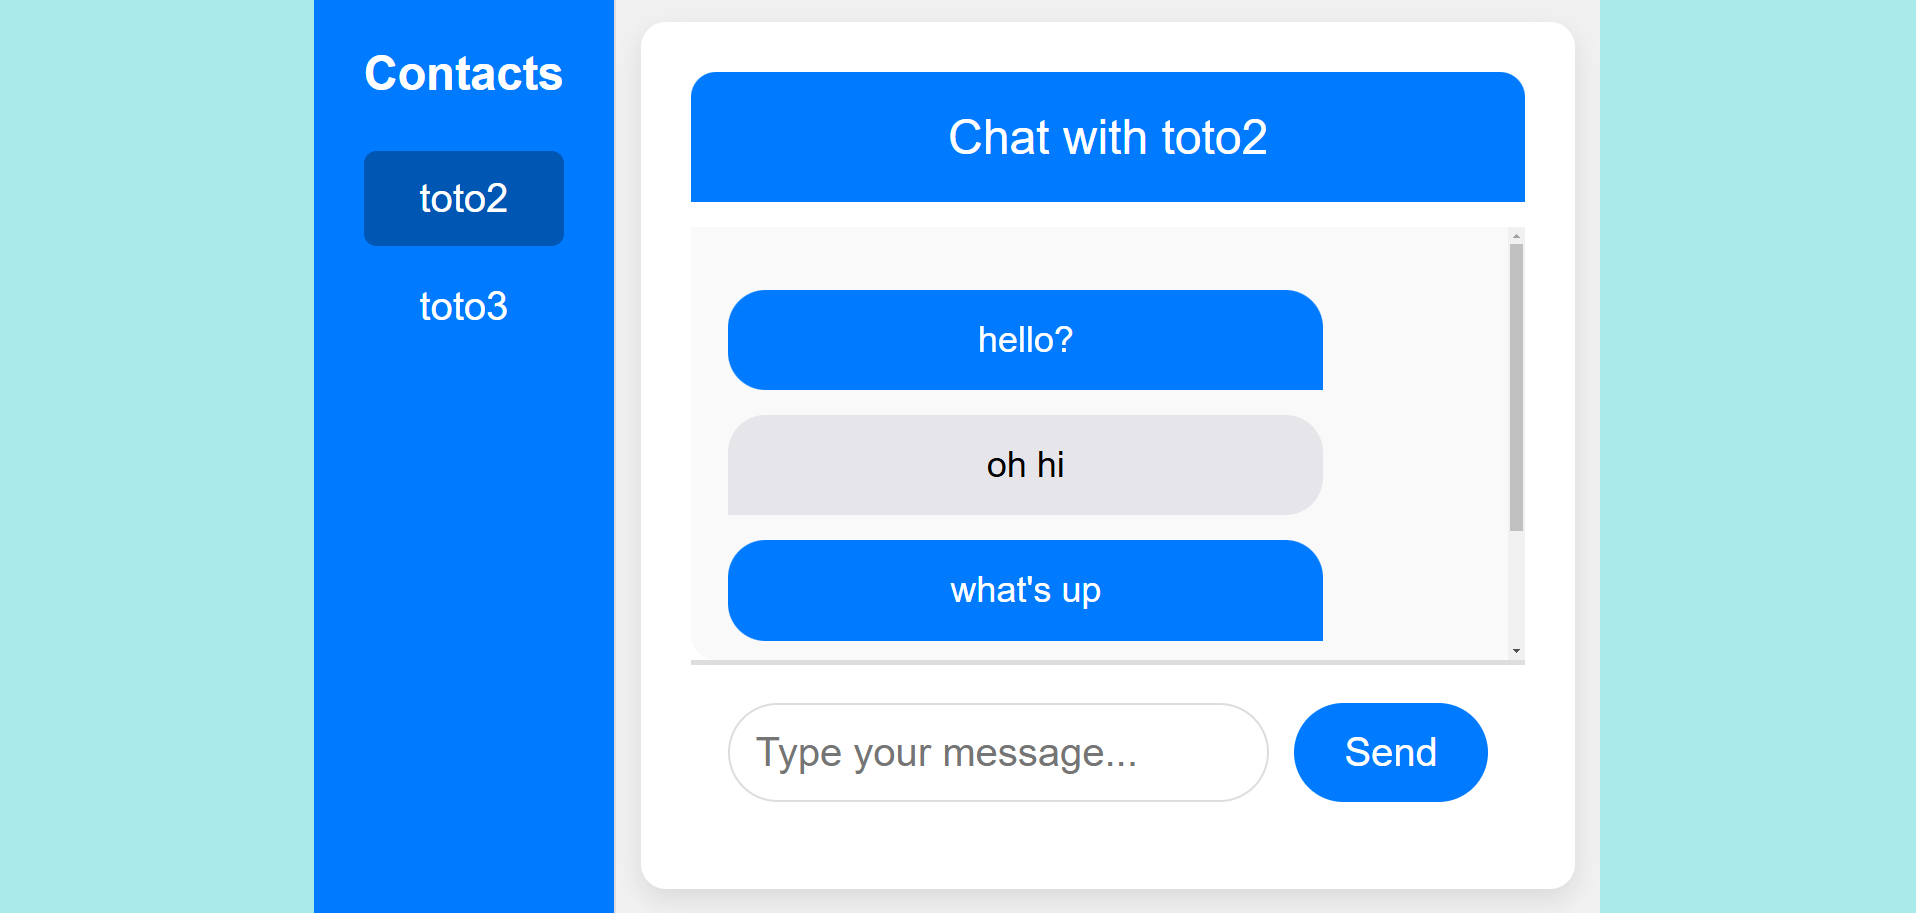 Contacts
toto2
toto3
Chat with toto2
hello?
oh hi
what's up
Type your message...
Send